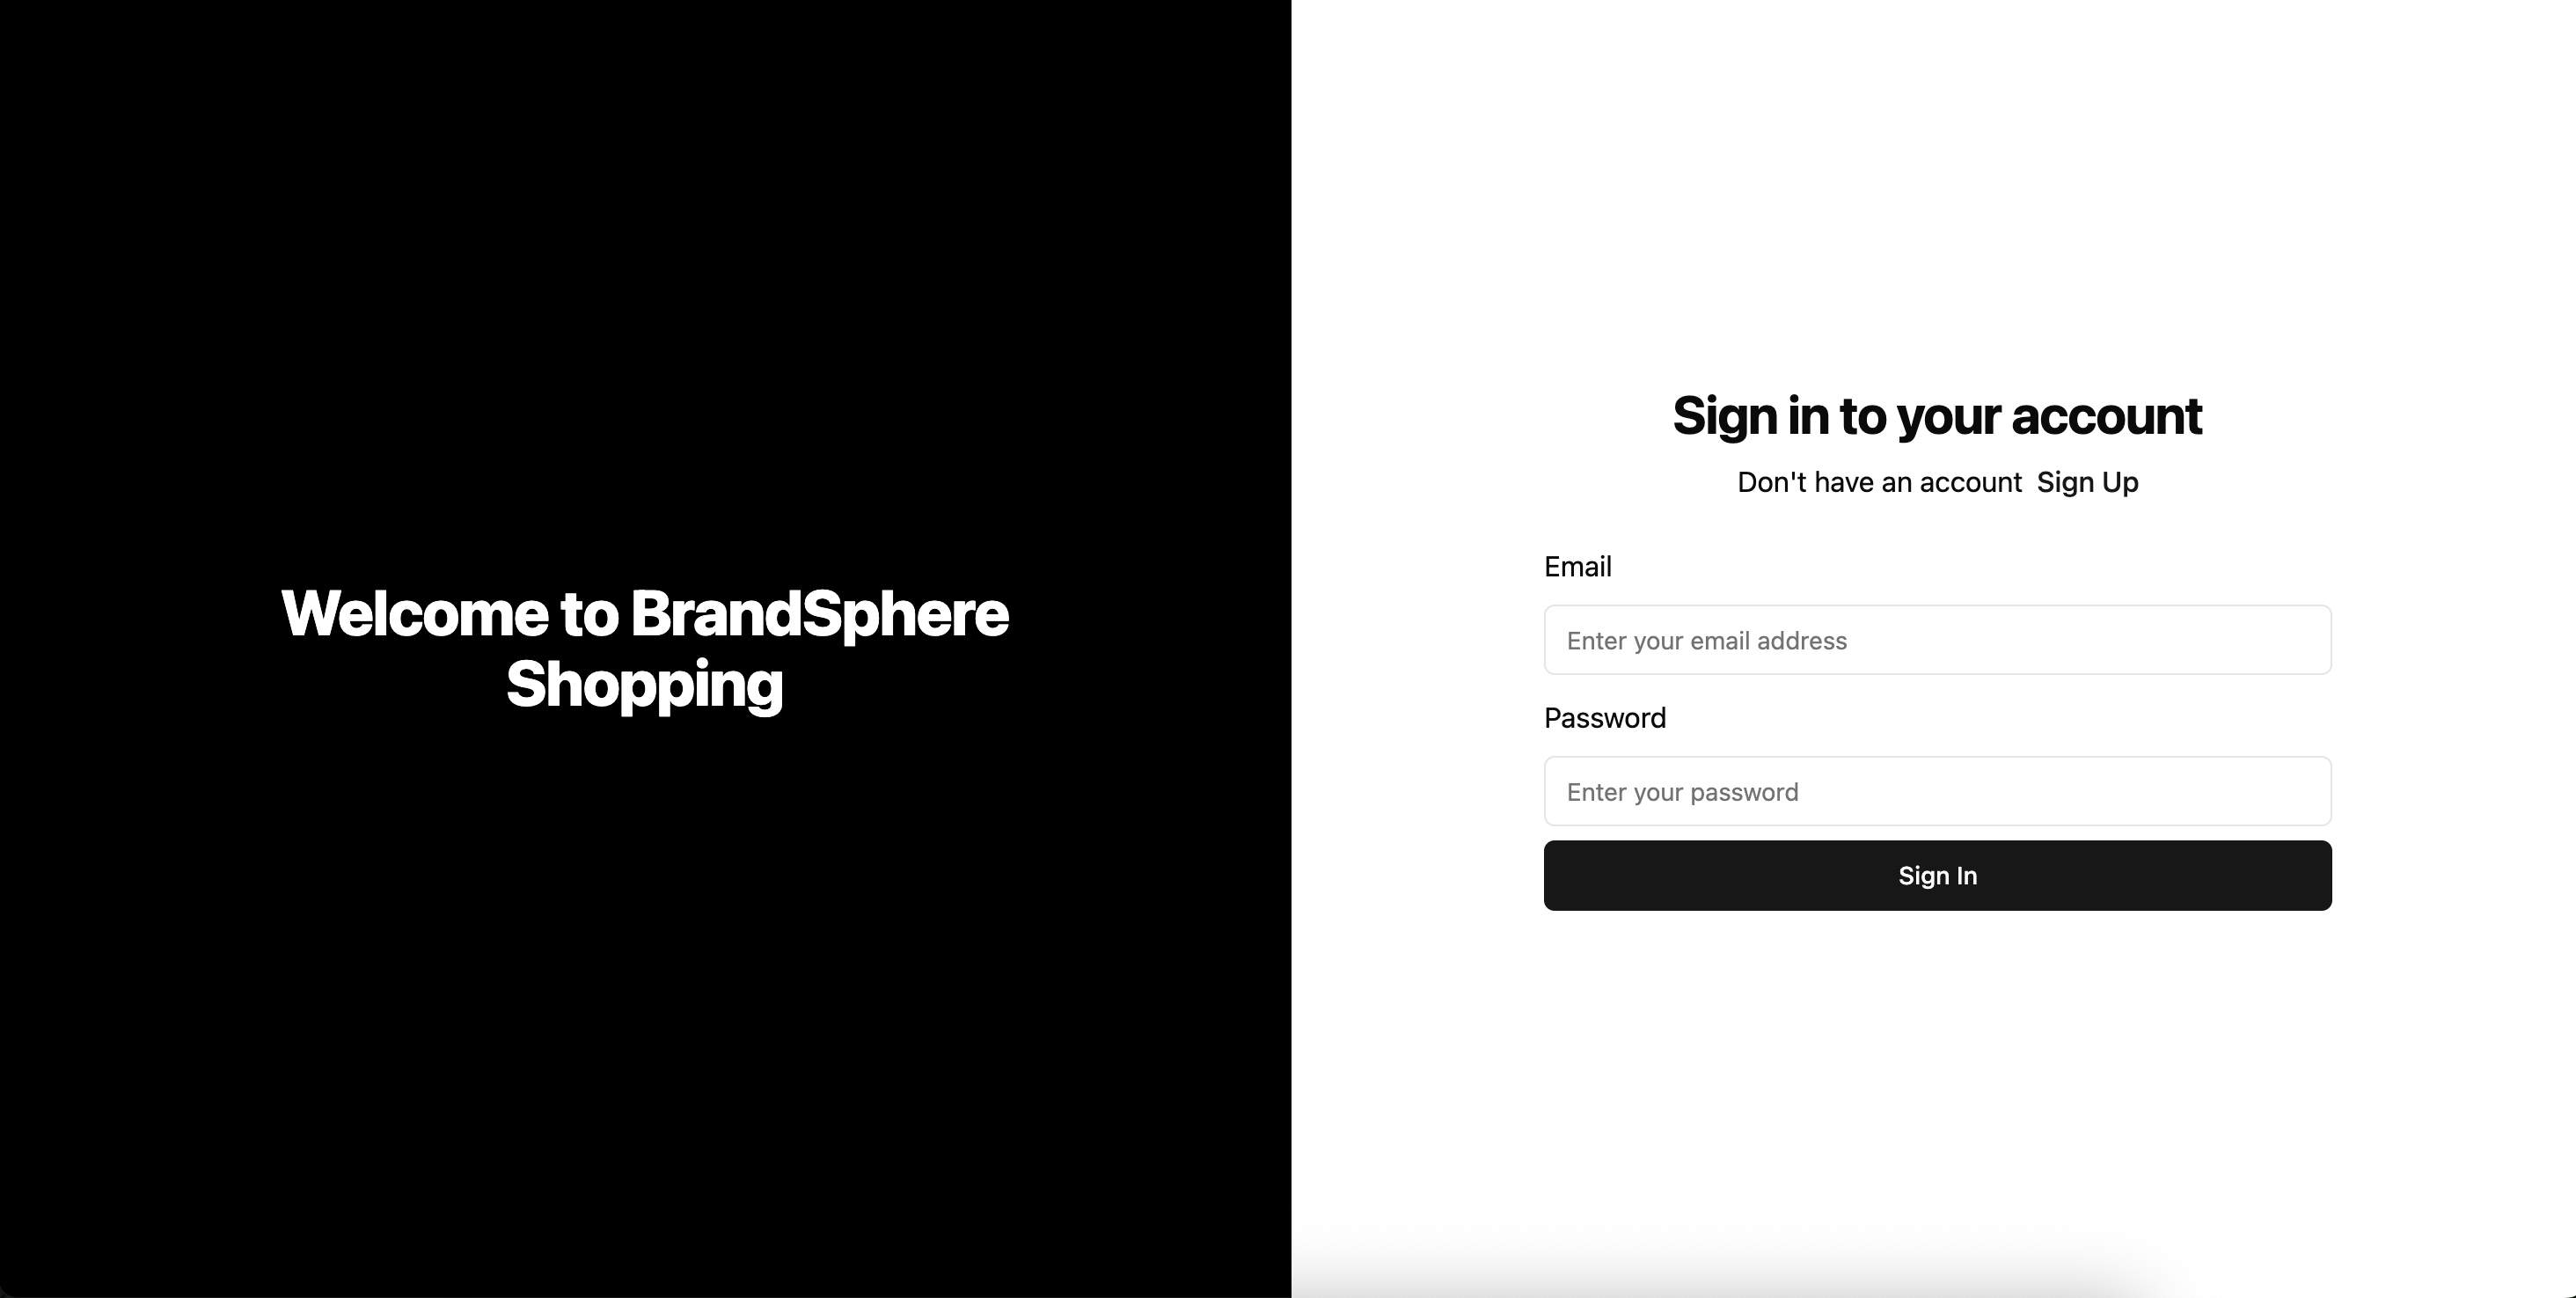 Welcome to BrandSphere
Shopping
Sign in to your account
Don't have an account Sign Up
Email
Enter your email address
Password
Enter your password
Sign In